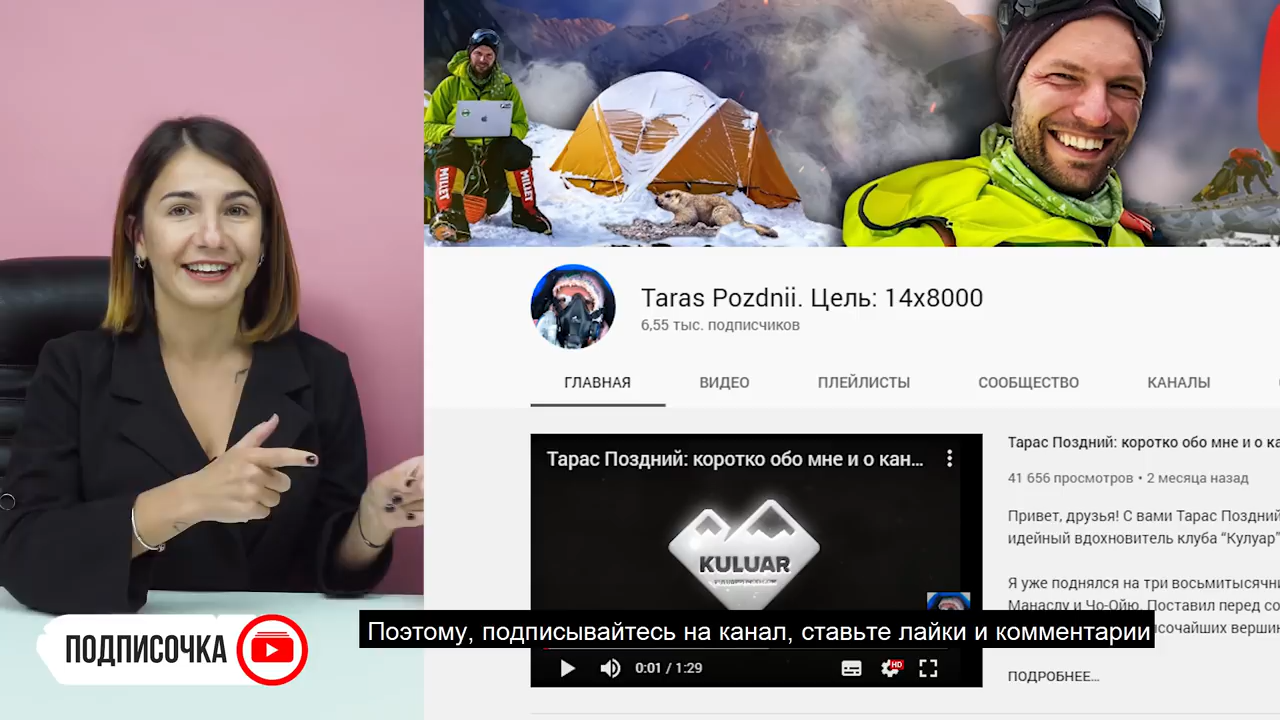 MILLET
MILLET
Taras Pozdnii. Цель: 14x8000
6,55 тыс. подписчиков
ГЛАВНАЯ
ВИДЕО
ПЛЕЙЛИСТЫ
СООБЩЕСТВО
КАНАЛЫ
Тарас Поздний: коротко обо мне и о кан...
KULUAR
0:01 / 1:29
HD
Тарас Поздний: коротко обо мне и о ка
41 656 просмотров • 2 месяца назад
Привет, друзья! С вами Тарас Поздний
идейный вдохновитель клуба “Кулуар”
Я уже поднялся на три восьмитысячни
Манаслу и Чо-Ойю. Поставил перед со
ПОДРОБНЕЕ...
ПОДПИСОЧКА
Поэтому, подписывайтесь на канал, ставьте лайки и комментарии